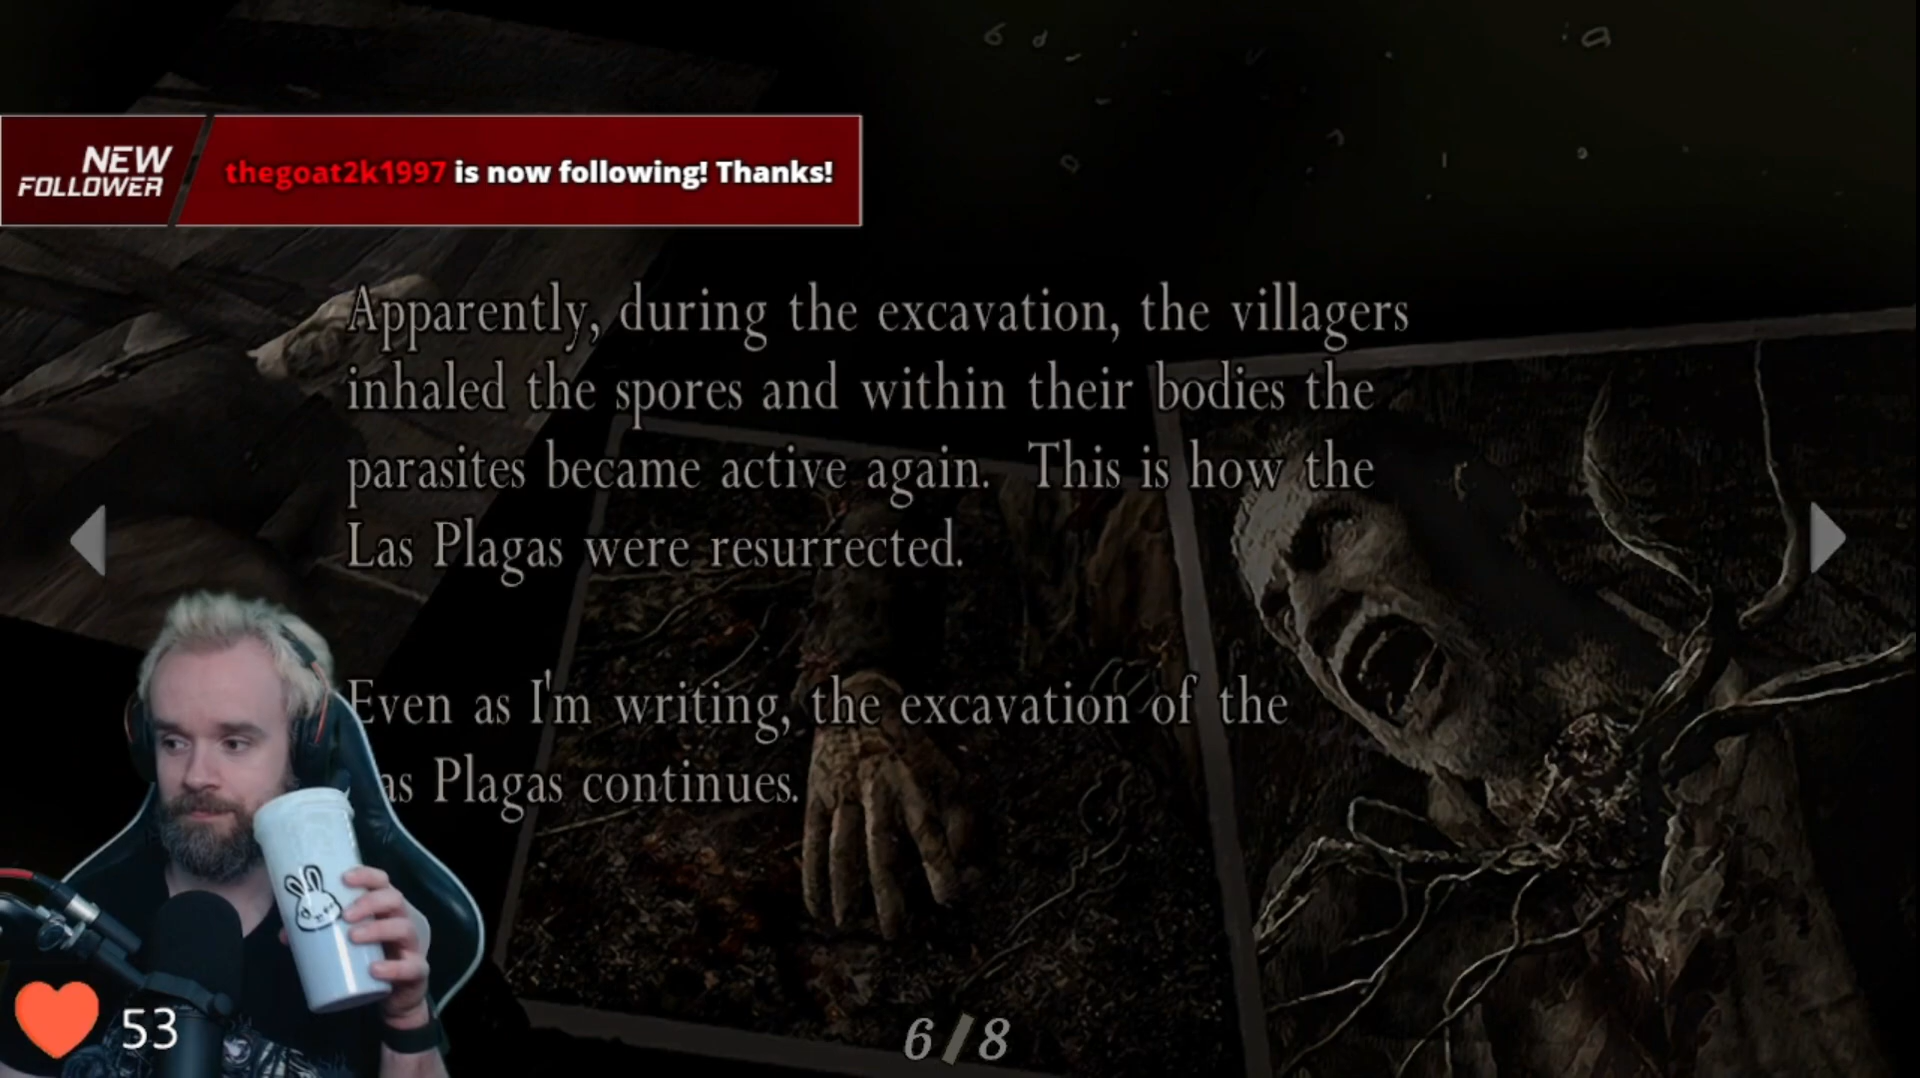 NEW
FOLLOWER
thegoat2k1997 is now following! Thanks!
Apparently, during the excavation, the villagers
inhaled the spores and within their bodies the
parasites became active again. This is how the
Las Plagas were resurrected.
Even as I'm writing, the excavation of the
as Plagas continues.
53
6/8